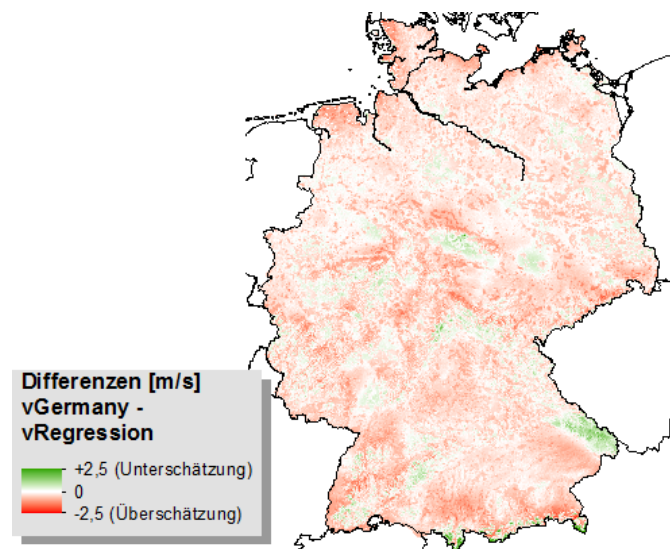 Differenzen [m/s]
vGermany -
vRegression
+2,5 (Unterschätzung)
0
-2,5 (Überschätzung)